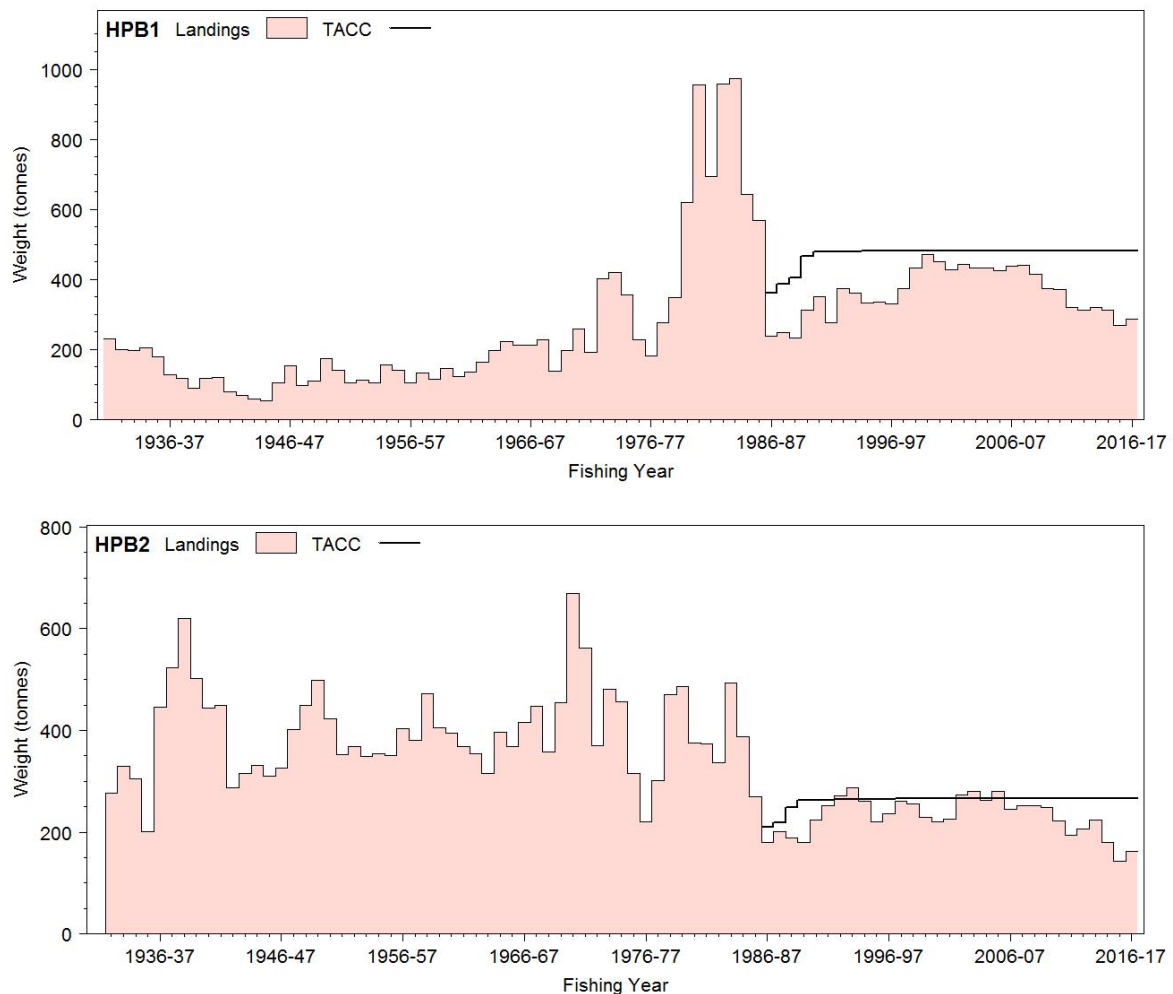 HPB1 Landings TACC
Weight (tonnes)
1000
800
600
400
200
0
1936-37 1946-47 1956-57 1966-67 1976-77 1986-87 1996-97 2006-07 2016-17
Fishing Year
HPB2 Landings TACC
Weight (tonnes)
800
600
400
200
0
1936-37 1946-47 1956-57 1966-67 1976-77 1986-87 1996-97 2006-07 2016-17
Fishing Year